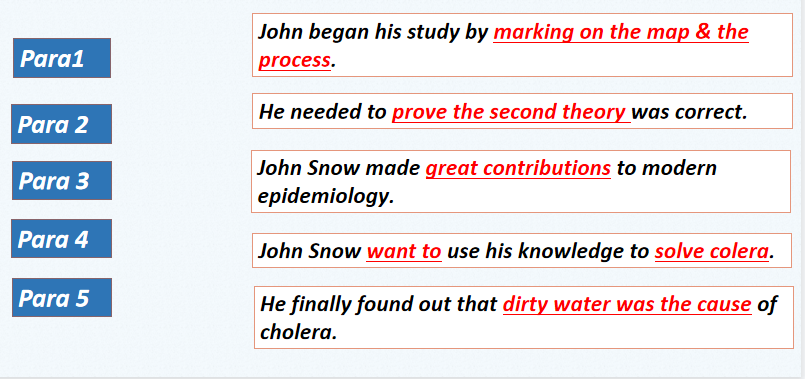 Para1
John began his study by marking on the map & the
process.
Para 2
He needed to prove the second theory was correct.
Para 3
John Snow made great contributions to modern
epidemiology.
Para 4
John Snow want to use his knowledge to solve colera.
Para 5
He finally found out that dirty water was the cause of
cholera.